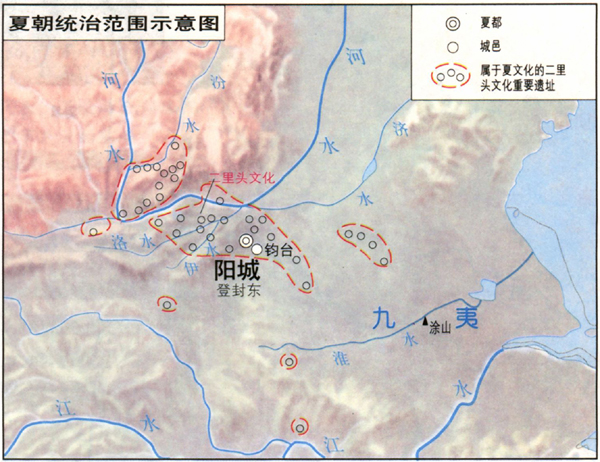 夏朝统治范围示意图
夏都
城邑
属于夏文化的二里
头文化重要遗址
河
水
汾
水
河
水
济
水
二里头文化
洛
水
伊
水
钧台
阳城
登封东
九夷
涂山
淮
水
江
水
江
水